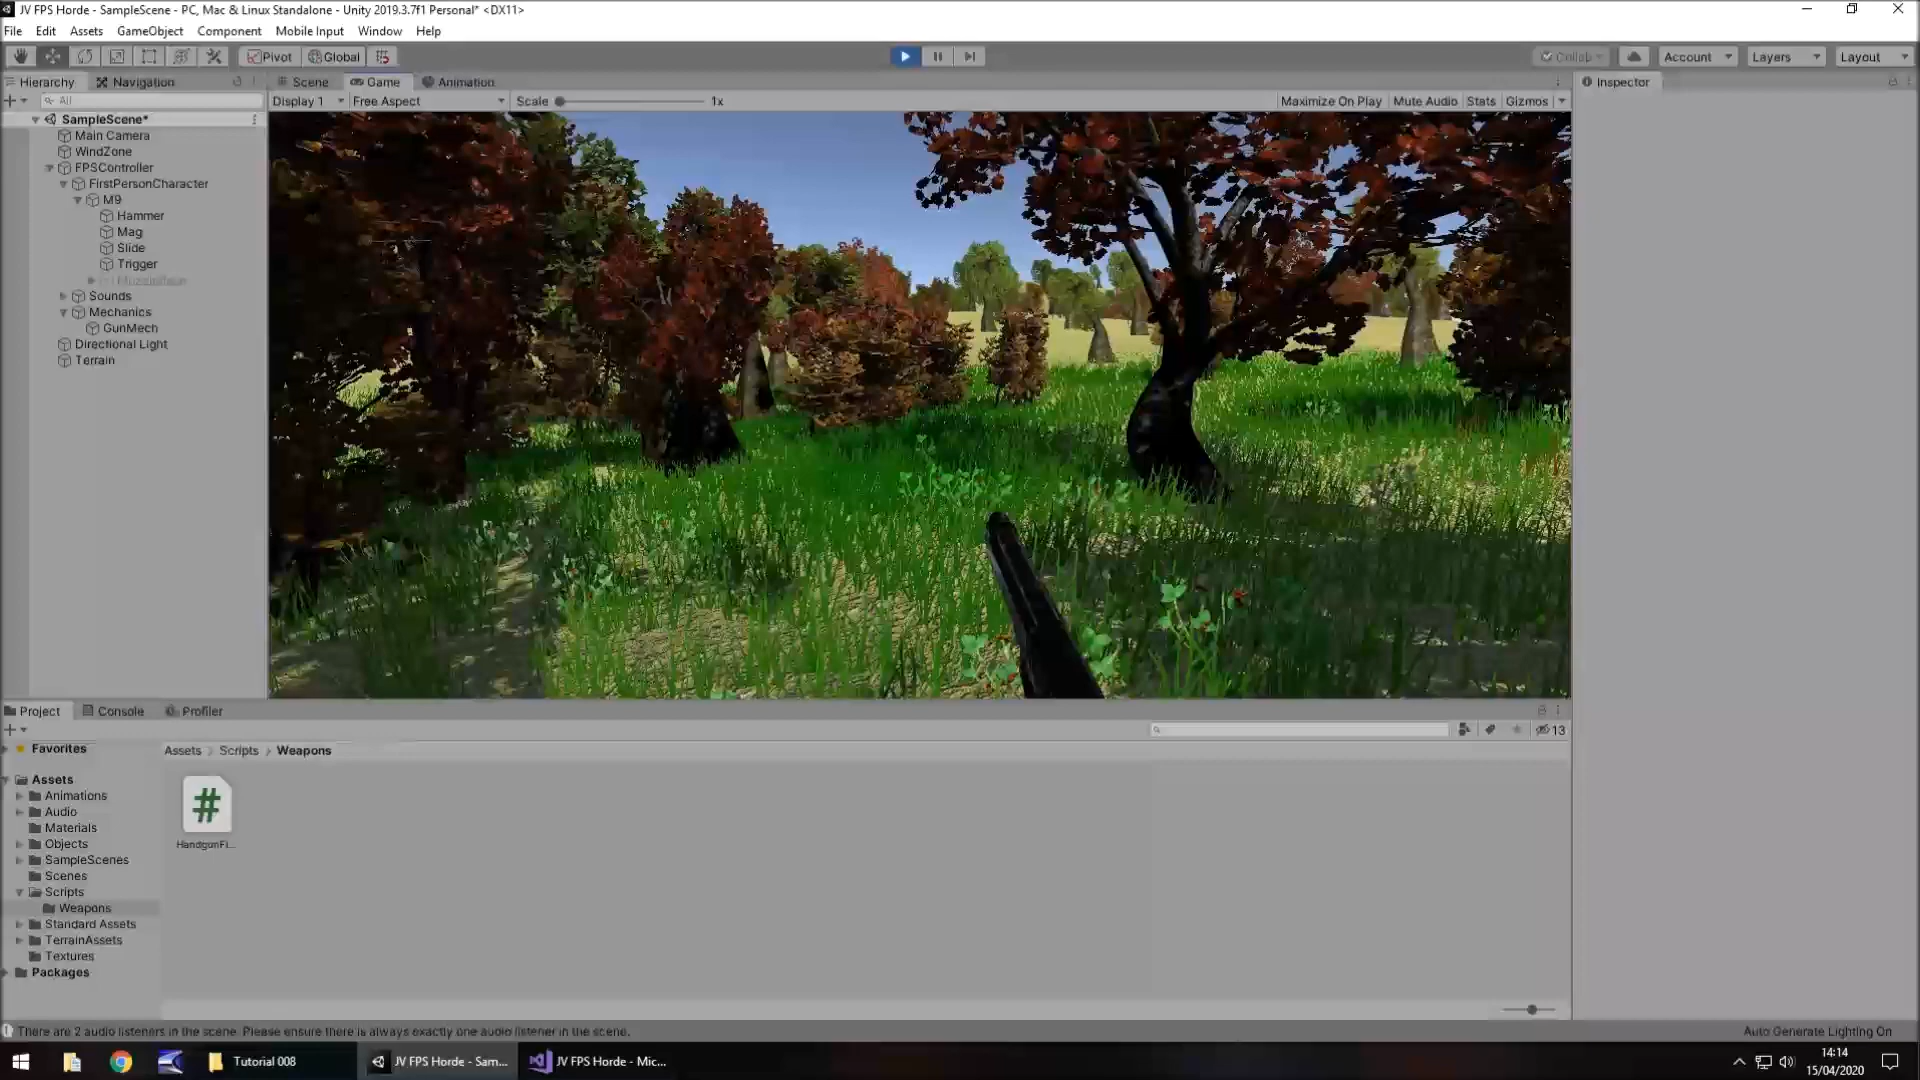 JV FPS Horde - SampleScene - PC, Mac & Linux Standalone - Unity 2019.3.7f1 Personal* <DX11>
File Edit Assets GameObject Component Mobile Input Window Help
Pivot Global Collab Account Layers Layout
Hierarchy Navigation Scene Game Animation Inspector
All Display 1 Free Aspect Scale 1x Maximize On Play Mute Audio Stats Gizmos
SampleScene*
Main Camera
WindZone
FPSController
FirstPersonCharacter
M9
Hammer
Mag
Slide
Trigger
Sounds
Mechanics
GunMech
Directional Light
Terrain
Project Console Profiler
13
Favorites
Assets > Scripts > Weapons
Assets
Animations
Audio
Materials
Objects
HandgunFi...
SampleScenes
Scenes
Scripts
Weapons
Standard Assets
TerrainAssets
Textures
Packages
There are 2 audio listeners in the scene. Please ensure there is always exactly one audio listener in the scene.
Auto Generate Lighting On
Tutorial 008 JV FPS Horde - Sam... JV FPS Horde - Mic...
14:14
15/04/2020